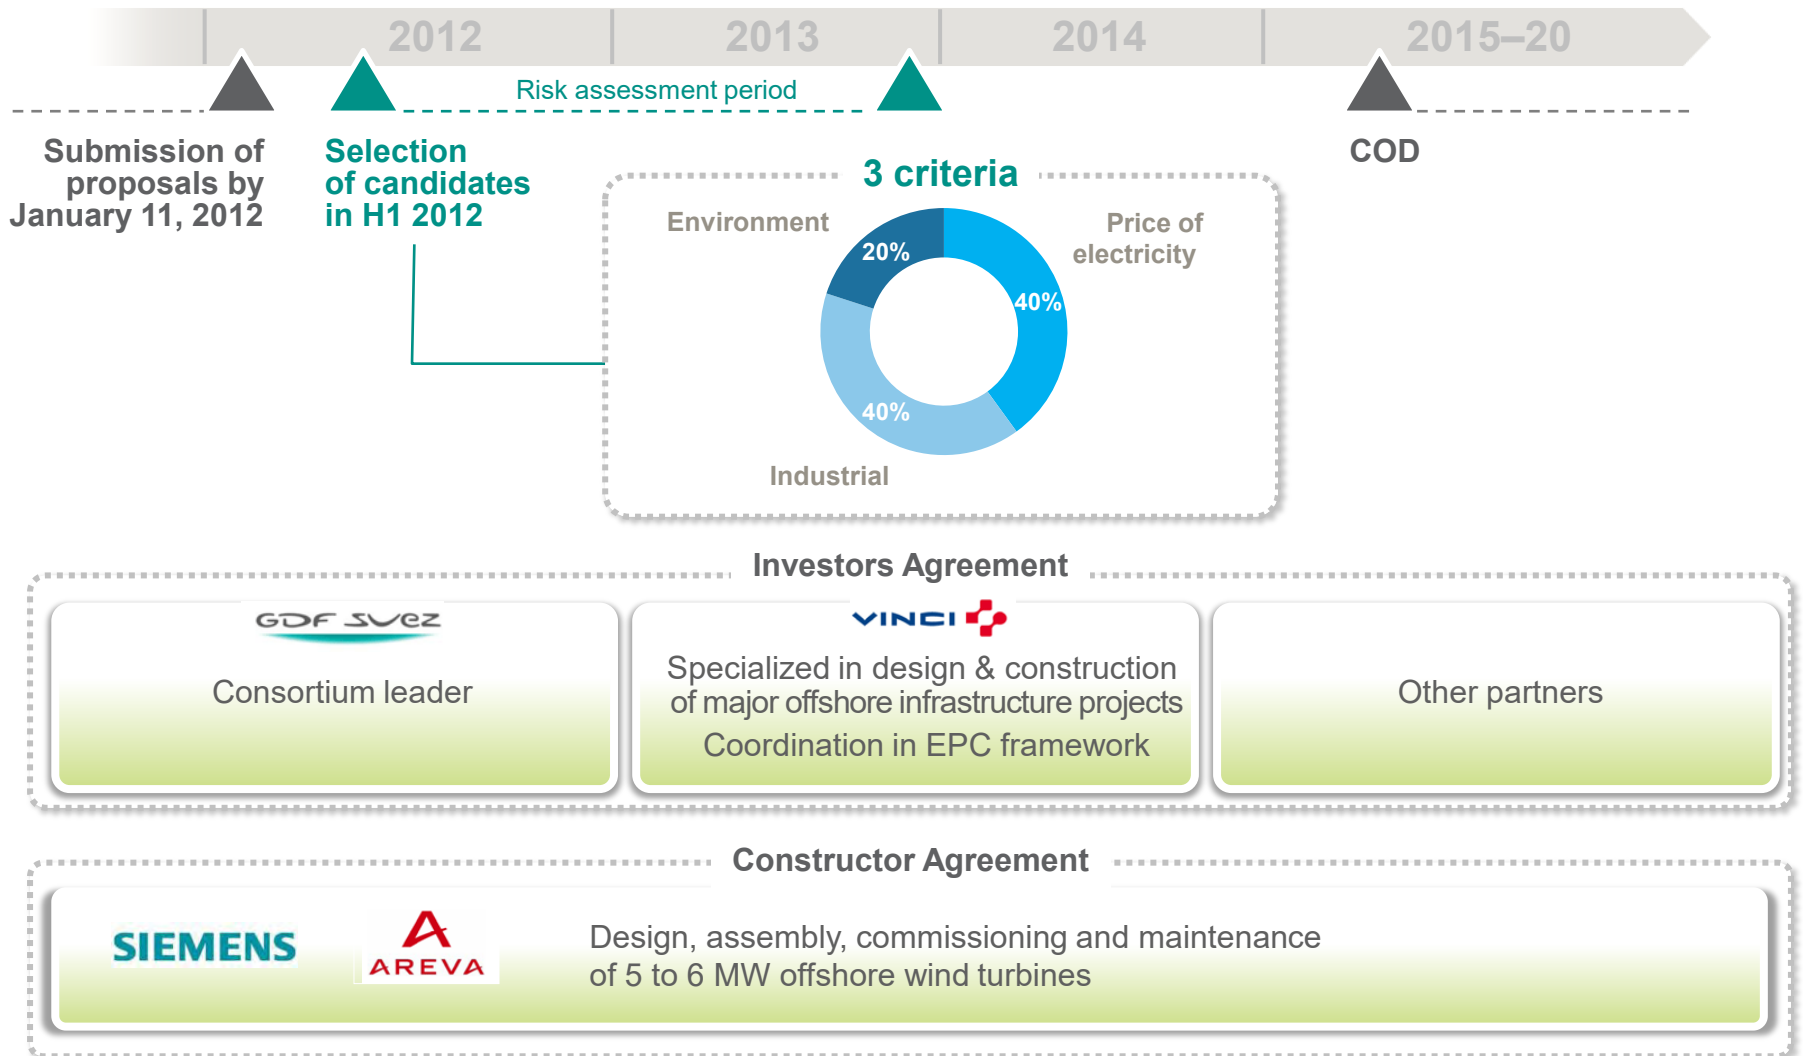 2012
2013
2014
2015–20
Risk assessment period
Submission of
proposals by
January 11, 2012
Selection
of candidates
in H1 2012
COD
3 criteria
Environment
Price of
electricity
20%
40%
40%
Industrial
Investors Agreement
GDF SUEZ
Consortium leader
VINCI
Specialized in design & construction
of major offshore infrastructure projects
Coordination in EPC framework
Other partners
Constructor Agreement
SIEMENS
AREVA
Design, assembly, commissioning and maintenance
of 5 to 6 MW offshore wind turbines